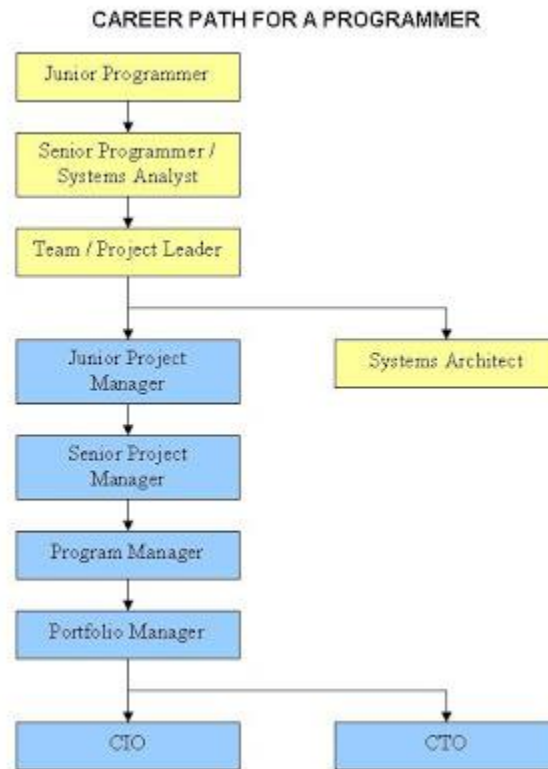 CAREER PATH FOR A PROGRAMMER
Junior Programmer
Senior Programmer /
Systems Analyst
Team / Project Leader
Junior Project
Manager
Systems Architect
Senior Project
Manager
Program Manager
Portfolio Manager
CIO
CTO